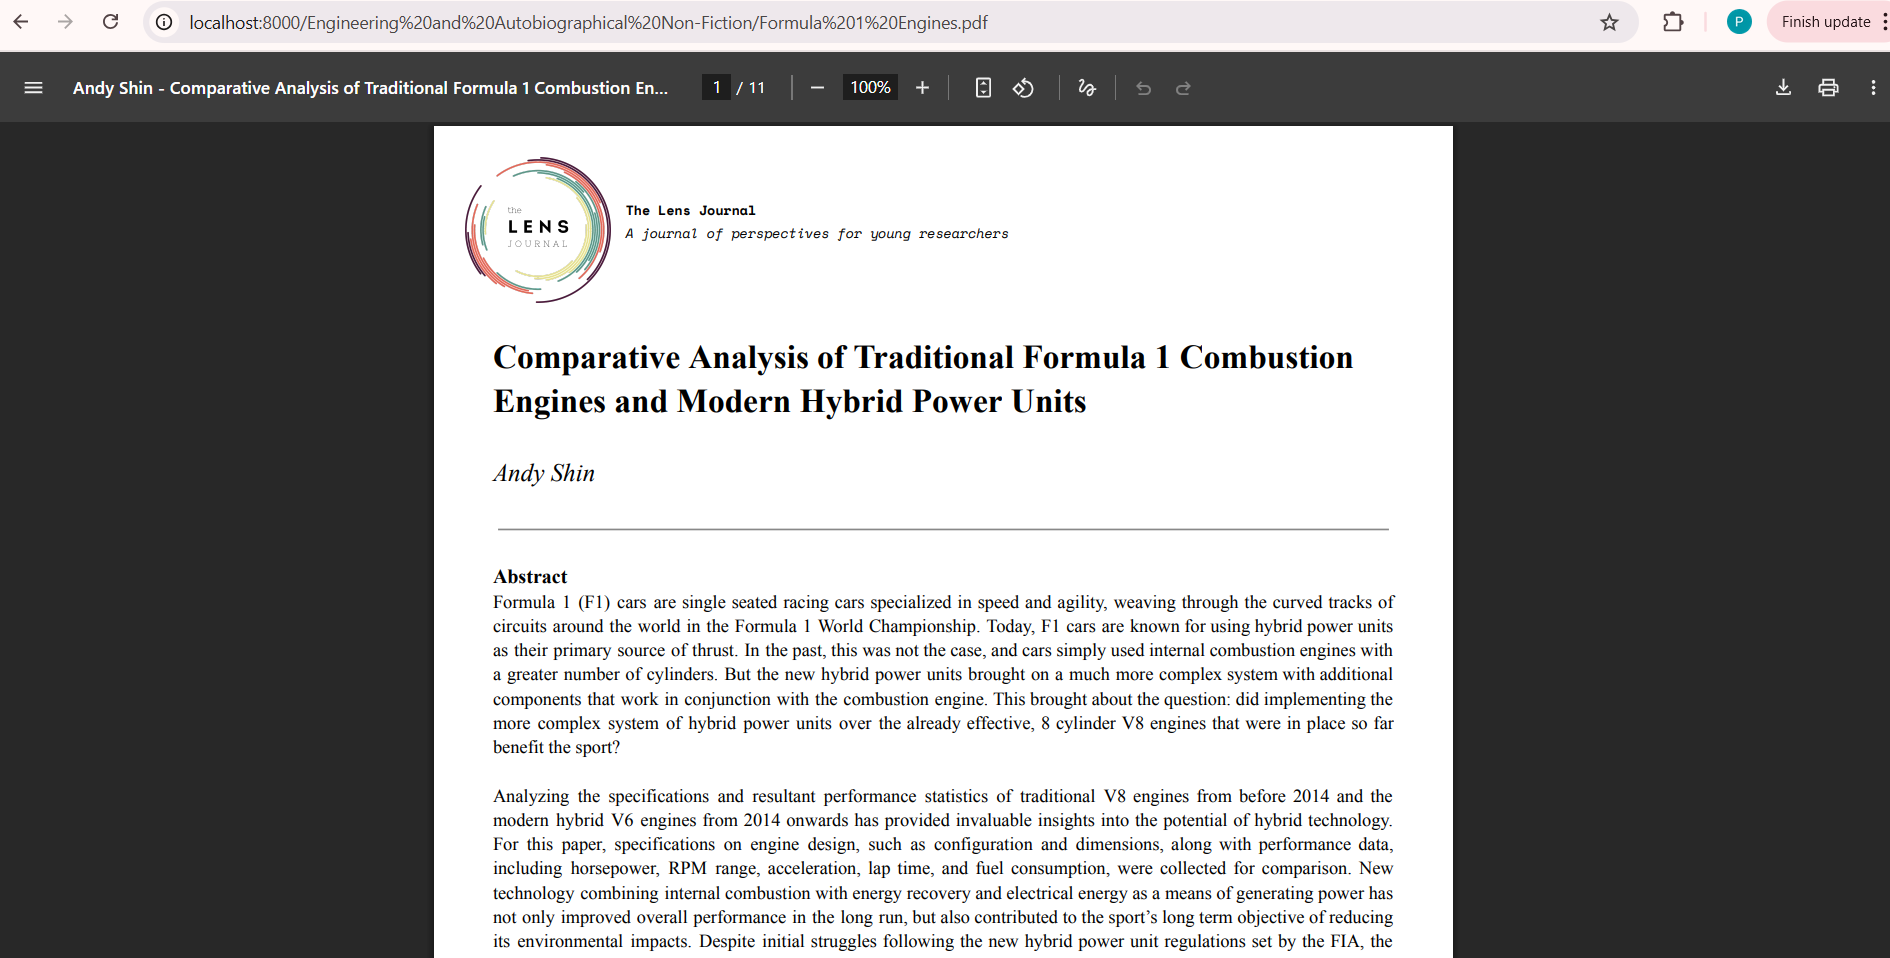 localhost:8000/Engineering%20and%20Autobiographical%20Non-Fiction/Formula%201%20Engines.pdf
P
Finish update
Andy Shin - Comparative Analysis of Traditional Formula 1 Combustion En...
1 / 11
100%
the
LENS
JOURNAL
The Lens Journal
A journal of perspectives for young researchers
Comparative Analysis of Traditional Formula 1 Combustion
Engines and Modern Hybrid Power Units
Andy Shin
Abstract
Formula 1 (F1) cars are single seated racing cars specialized in speed and agility, weaving through the curved tracks of
circuits around the world in the Formula 1 World Championship. Today, F1 cars are known for using hybrid power units
as their primary source of thrust. In the past, this was not the case, and cars simply used internal combustion engines with
a greater number of cylinders. But the new hybrid power units brought on a much more complex system with additional
components that work in conjunction with the combustion engine. This brought about the question: did implementing the
more complex system of hybrid power units over the already effective, 8 cylinder V8 engines that were in place so far
benefit the sport?
Analyzing the specifications and resultant performance statistics of traditional V8 engines from before 2014 and the
modern hybrid V6 engines from 2014 onwards has provided invaluable insights into the potential of hybrid technology.
For this paper, specifications on engine design, such as configuration and dimensions, along with performance data,
including horsepower, RPM range, acceleration, lap time, and fuel consumption, were collected for comparison. New
technology combining internal combustion with energy recovery and electrical energy as a means of generating power has
not only improved overall performance in the long run, but also contributed to the sport’s long term objective of reducing
its environmental impacts. Despite initial struggles following the new hybrid power unit regulations set by the FIA, the